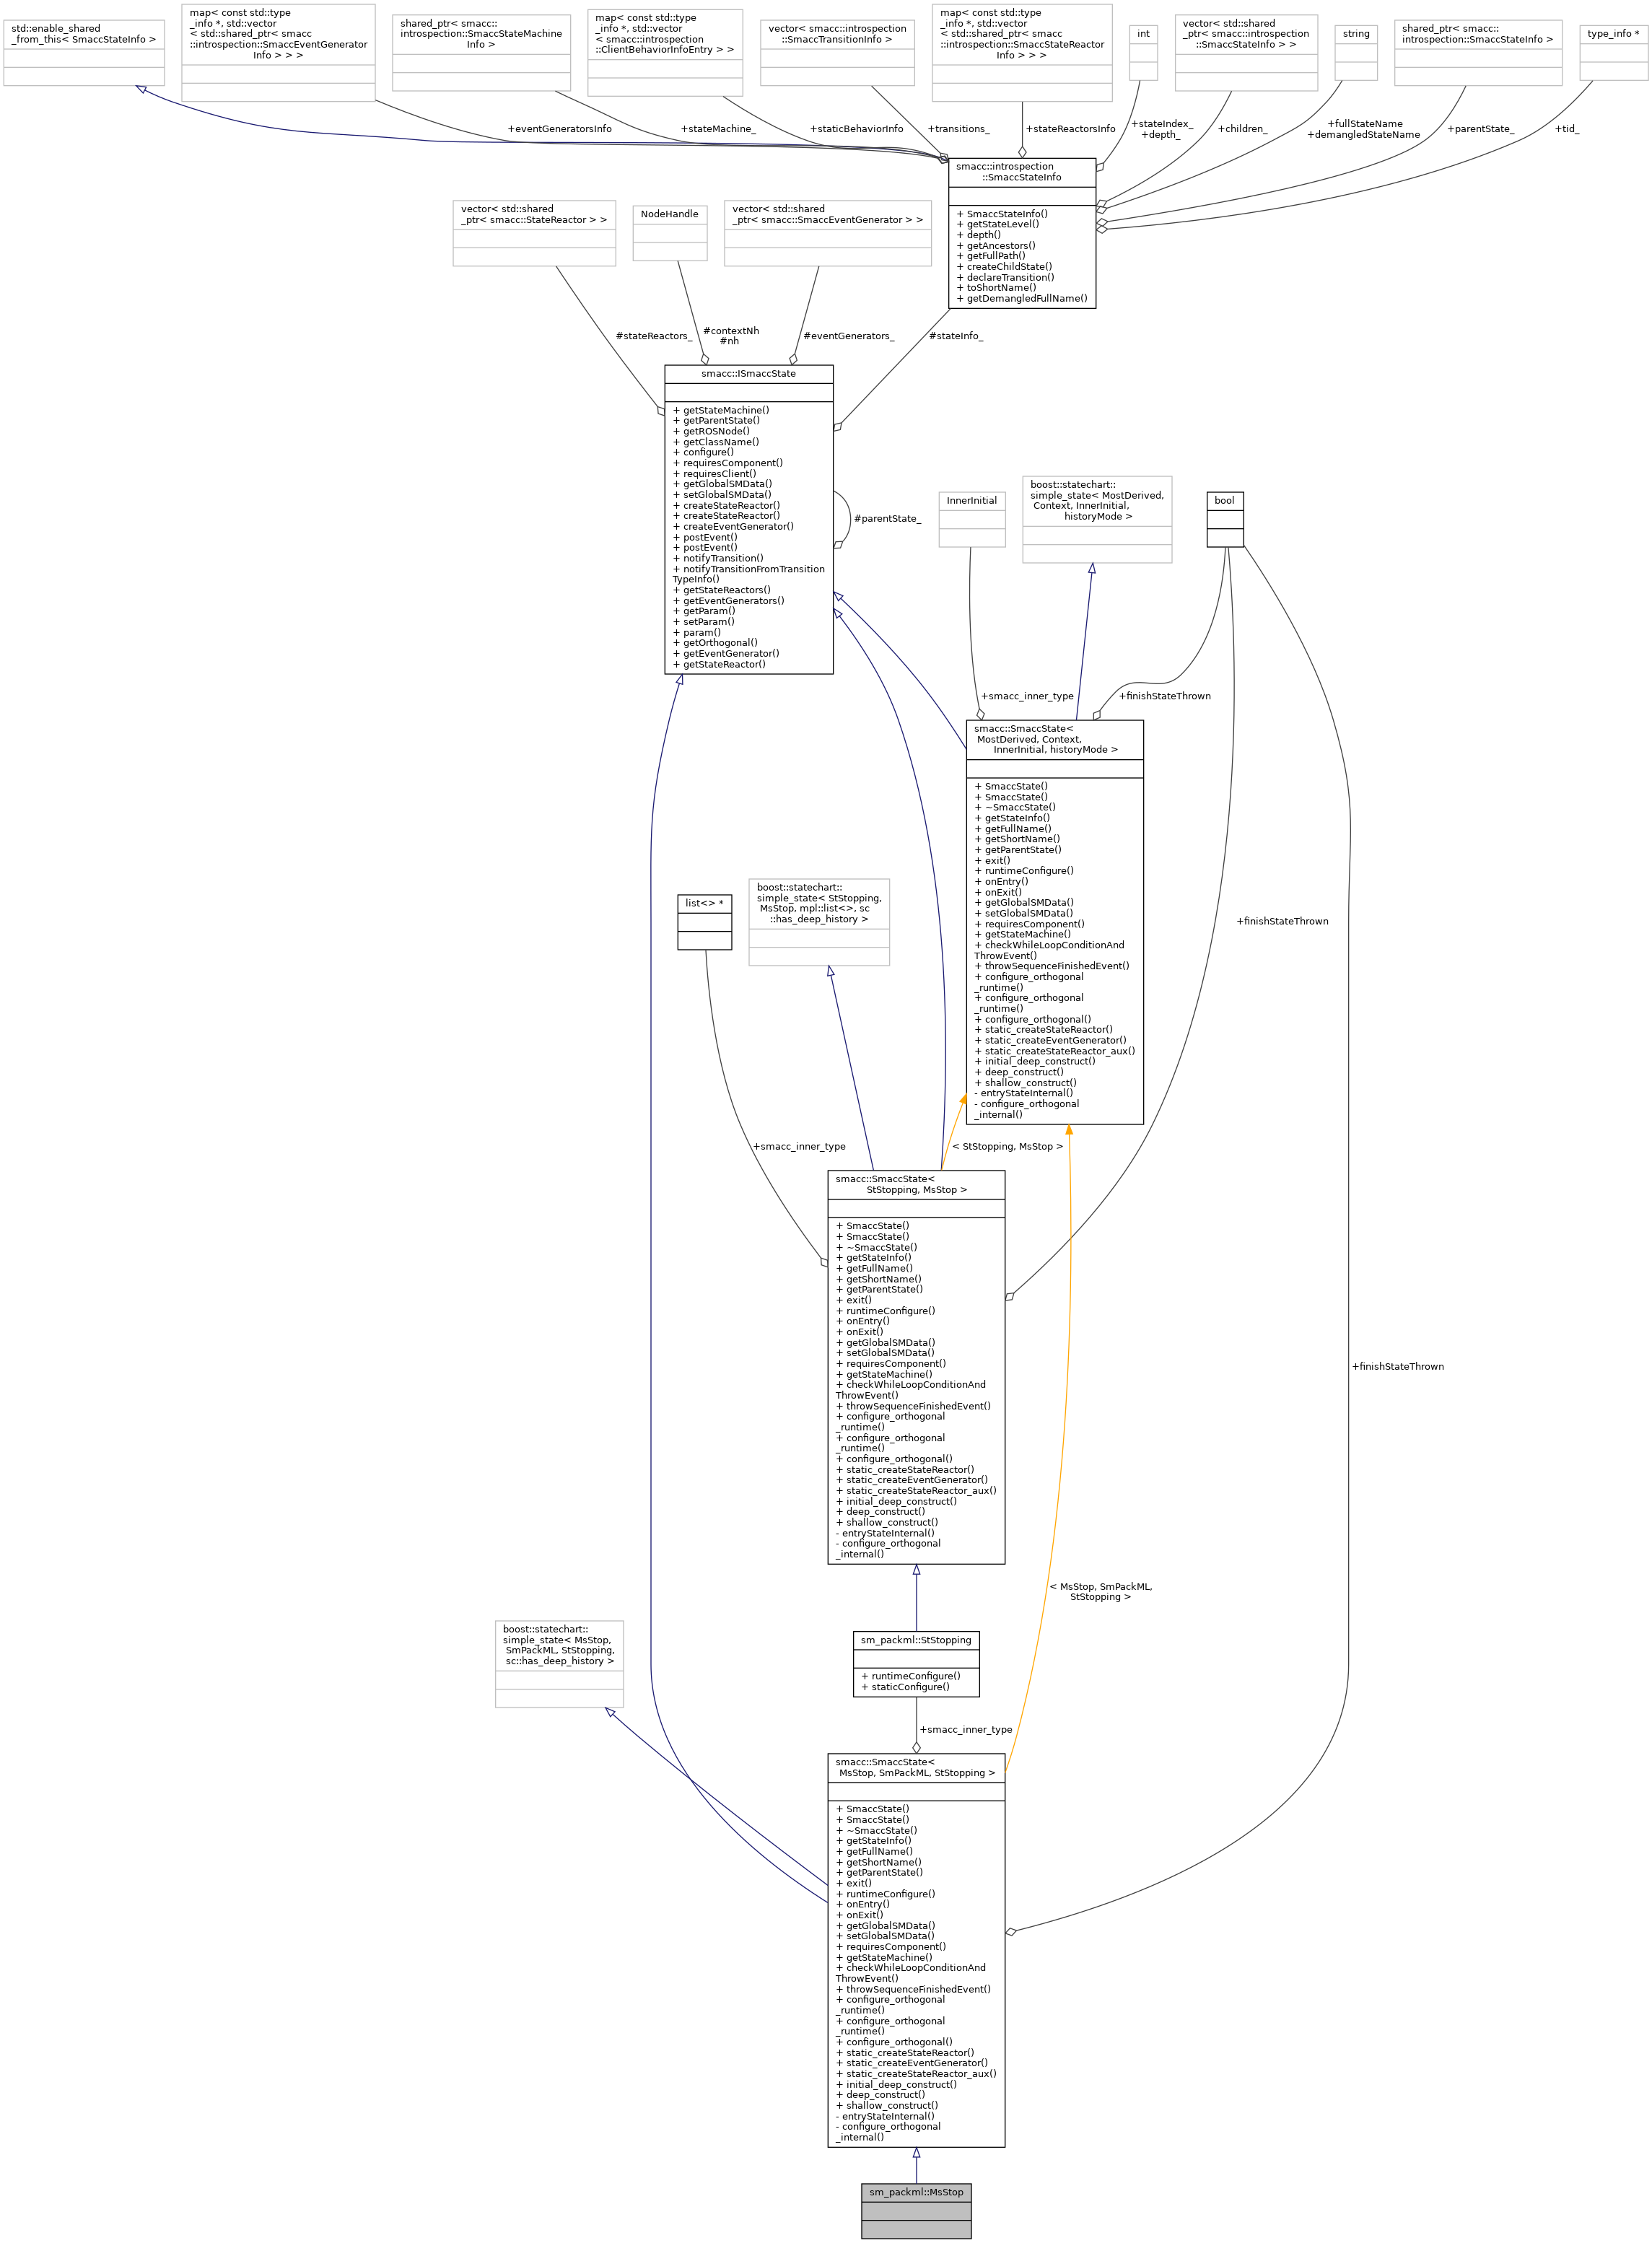 std::enable_shared
_from_this< SmaccStateInfo >
map< const std::type
_info *, std::vector
< std::shared_ptr< smacc
::introspection::SmaccEventGenerator
Info > > >
shared_ptr< smacc::
introspection::SmaccStateMachine
Info >
map< const std::type
_info *, std::vector
< smacc::introspection
::ClientBehaviorInfoEntry > >
vector< smacc::introspection
::SmaccTransitionInfo >
map< const std::type
_info *, std::vector
< std::shared_ptr< smacc
::introspection::SmaccStateReactor
Info > > >
int
vector< std::shared
_ptr< smacc::introspection
::SmaccStateInfo > >
string
shared_ptr< smacc::
introspection::SmaccStateInfo >
type_info *
+eventGeneratorsInfo
+stateMachine_
+staticBehaviorInfo
+transitions_
+stateReactorsInfo
+stateIndex_
+depth_
+children_
+fullStateName
+demangledStateName
+parentState_
+tid_
smacc::introspection
::SmaccStateInfo
+ SmaccStateInfo()
+ getStateLevel()
+ depth()
+ getAncestors()
+ getFullPath()
+ createChildState()
+ declareTransition()
+ toShortName()
+ getDemangledFullName()
vector< std::shared
_ptr< smacc::StateReactor > >
NodeHandle
vector< std::shared
_ptr< smacc::SmaccEventGenerator > >
#stateReactors_
#contextNh
#nh
#eventGenerators_
#stateInfo_
smacc::ISmaccState
+ getStateMachine()
+ getParentState()
+ getROSNode()
+ getClassName()
+ configure()
+ requiresComponent()
+ requiresClient()
+ getGlobalSMData()
+ setGlobalSMData()
+ createStateReactor()
+ createStateReactor()
+ createEventGenerator()
+ postEvent()
+ postEvent()
+ notifyTransition()
+ notifyTransitionFromTransition
TypeInfo()
+ getStateReactors()
+ getEventGenerators()
+ getParam()
+ setParam()
+ param()
+ getOrthogonal()
+ getEventGenerator()
+ getStateReactor()
#parentState_
InnerInitial
boost::statechart::
simple_state< MostDerived,
Context, InnerInitial,
historyMode >
bool
+smacc_inner_type
+finishStateThrown
smacc::SmaccState<
MostDerived, Context,
InnerInitial, historyMode >
+ SmaccState()
+ SmaccState()
+ ~SmaccState()
+ getStateInfo()
+ getFullName()
+ getShortName()
+ getParentState()
+ exit()
+ runtimeConfigure()
+ onEntry()
+ onExit()
+ getGlobalSMData()
+ setGlobalSMData()
+ requiresComponent()
+ getStateMachine()
+ checkWhileLoopConditionAnd
ThrowEvent()
+ throwSequenceFinishedEvent()
+ configure_orthogonal
_runtime()
+ configure_orthogonal
_runtime()
+ configure_orthogonal()
+ static_createStateReactor()
+ static_createEventGenerator()
+ static_createStateReactor_aux()
+ initial_deep_construct()
+ deep_construct()
+ shallow_construct()
- entryStateInternal()
- configure_orthogonal
_internal()
list<> *
boost::statechart::
simple_state< StStopping,
MsStop, mpl::list<>, sc
::has_deep_history >
+finishStateThrown
+smacc_inner_type
< StStopping, MsStop >
smacc::SmaccState<
StStopping, MsStop >
+ SmaccState()
+ SmaccState()
+ ~SmaccState()
+ getStateInfo()
+ getFullName()
+ getShortName()
+ getParentState()
+ exit()
+ runtimeConfigure()
+ onEntry()
+ onExit()
+ getGlobalSMData()
+ setGlobalSMData()
+ requiresComponent()
+ getStateMachine()
+ checkWhileLoopConditionAnd
ThrowEvent()
+ throwSequenceFinishedEvent()
+ configure_orthogonal
_runtime()
+ configure_orthogonal
_runtime()
+ configure_orthogonal()
+ static_createStateReactor()
+ static_createEventGenerator()
+ static_createStateReactor_aux()
+ initial_deep_construct()
+ deep_construct()
+ shallow_construct()
- entryStateInternal()
- configure_orthogonal
_internal()
+finishStateThrown
< MsStop, SmPackML,
StStopping >
boost::statechart::
simple_state< MsStop,
SmPackML, StStopping,
sc::has_deep_history >
sm_packml::StStopping
+ runtimeConfigure()
+ staticConfigure()
+smacc_inner_type
smacc::SmaccState<
MsStop, SmPackML, StStopping >
+ SmaccState()
+ SmaccState()
+ ~SmaccState()
+ getStateInfo()
+ getFullName()
+ getShortName()
+ getParentState()
+ exit()
+ runtimeConfigure()
+ onEntry()
+ onExit()
+ getGlobalSMData()
+ setGlobalSMData()
+ requiresComponent()
+ getStateMachine()
+ checkWhileLoopConditionAnd
ThrowEvent()
+ throwSequenceFinishedEvent()
+ configure_orthogonal
_runtime()
+ configure_orthogonal
_runtime()
+ configure_orthogonal()
+ static_createStateReactor()
+ static_createEventGenerator()
+ static_createStateReactor_aux()
+ initial_deep_construct()
+ deep_construct()
+ shallow_construct()
- entryStateInternal()
- configure_orthogonal
_internal()
sm_packml::MsStop